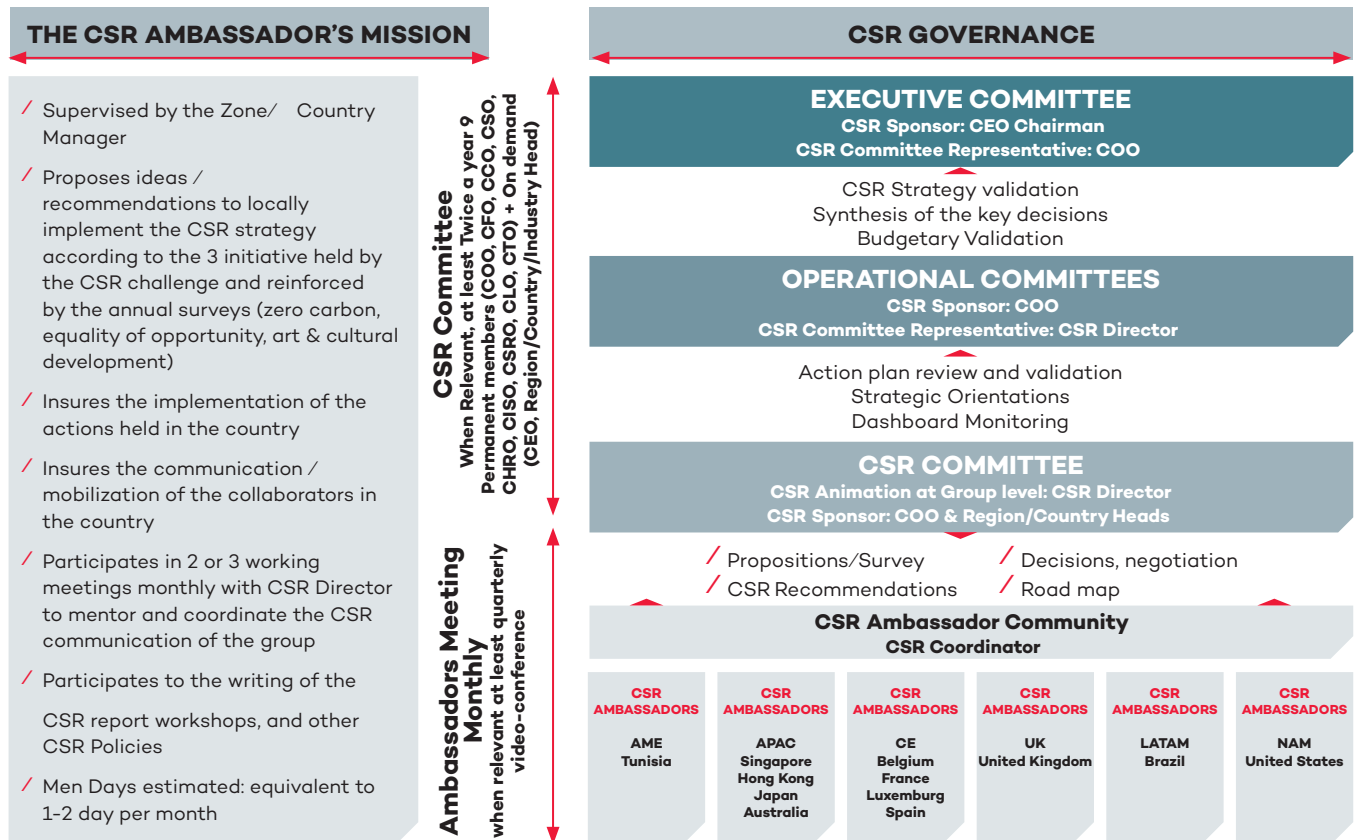 THE CSR AMBASSADOR'S MISSION
/ Supervised by the Zone/ Country
Manager
/ Proposes ideas /
recommendations to locally
implement the CSR strategy
according to the 3 initiative held by
the CSR challenge and reinforced
by the annual surveys (zero carbon,
equality of opportunity, art & cultural
development)
/ Insures the implementation of the
actions held in the country
/ Insures the communication /
mobilization of the collaborators in
the country
/ Participates in 2 or 3 working
meetings monthly with CSR Director
to mentor and coordinate the CSR
communication of the group
/ Participates to the writing of the
CSR report workshops, and other
CSR Policies
/ Men Days estimated: equivalent to
1-2 day per month
CSR Committee
When Relevant, at least Twice a year 9
Permanent members (COO, CFO, CCO, CSO,
CHRO, CISO, CSRO, CLO, CTO) + On demand
(CEO, Region/Country/Industry Head)
Ambassadors Meeting
Monthly
when relevant at least quarterly
video-conference
CSR GOVERNANCE
EXECUTIVE COMMITTEE
CSR Sponsor: CEO Chairman
CSR Committee Representative: COO
CSR Strategy validation
Synthesis of the key decisions
Budgetary Validation
OPERATIONAL COMMITTEES
CSR Sponsor: COO
CSR Committee Representative: CSR Director
Action plan review and validation
Strategic Orientations
Dashboard Monitoring
CSR COMMITTEE
CSR Animation at Group level: CSR Director
CSR Sponsor: COO & Region/Country Heads
/ Propositions/Survey
/ CSR Recommendations
/ Decisions, negotiation
/ Road map
CSR Ambassador Community
CSR Coordinator
CSR
AMBASSADORS
AME
Tunisia
CSR
AMBASSADORS
APAC
Singapore
Hong Kong
Japan
Australia
CSR
AMBASSADORS
CE
Belgium
France
Luxemburg
Spain
CSR
AMBASSADORS
UK
United Kingdom
CSR
AMBASSADORS
LATAM
Brazil
CSR
AMBASSADORS
NAM
United States